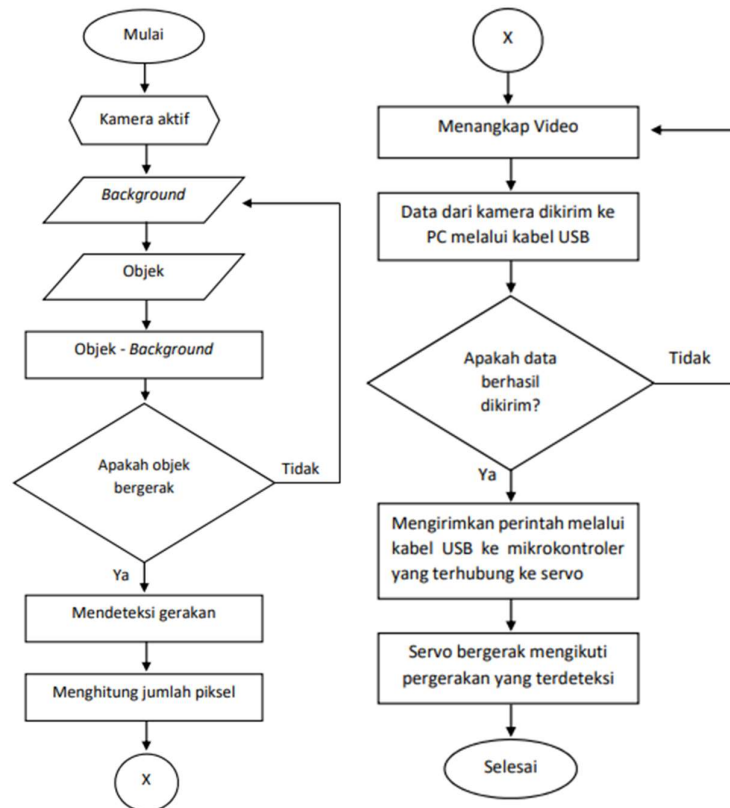 Mulai
Kamera aktif
Background
Objek
Objek - Background
Apakah objek
bergerak
Tidak
Ya
Mendeteksi gerakan
Menghitung jumlah piksel
X
X
Menangkap Video
Data dari kamera dikirim ke
PC melalui kabel USB
Apakah data
berhasil
dikirim?
Tidak
Ya
Mengirimkan perintah melalui
kabel USB ke mikrokontroler
yang terhubung ke servo
Servo bergerak mengikuti
pergerakan yang terdeteksi
Selesai